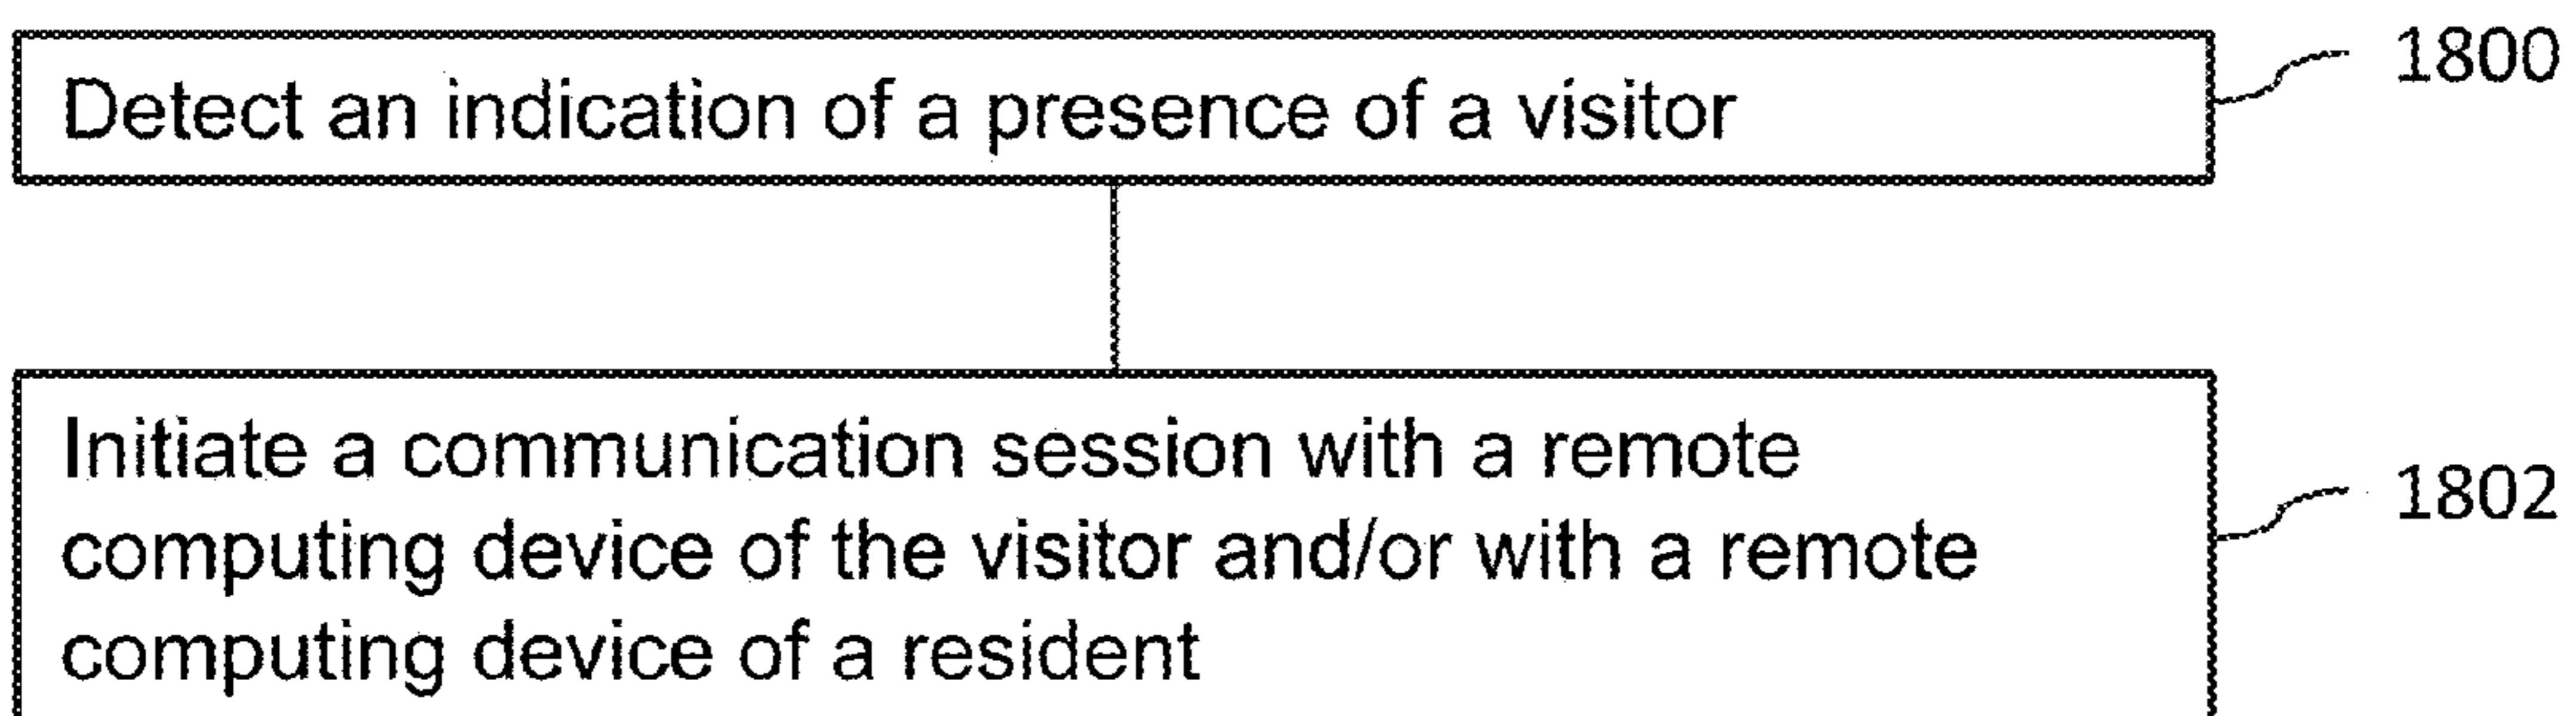 Detect an indication of a presence of a visitor
1800
Initiate a communication session with a remote
computing device of the visitor and/or with a remote
computing device of a resident
1802